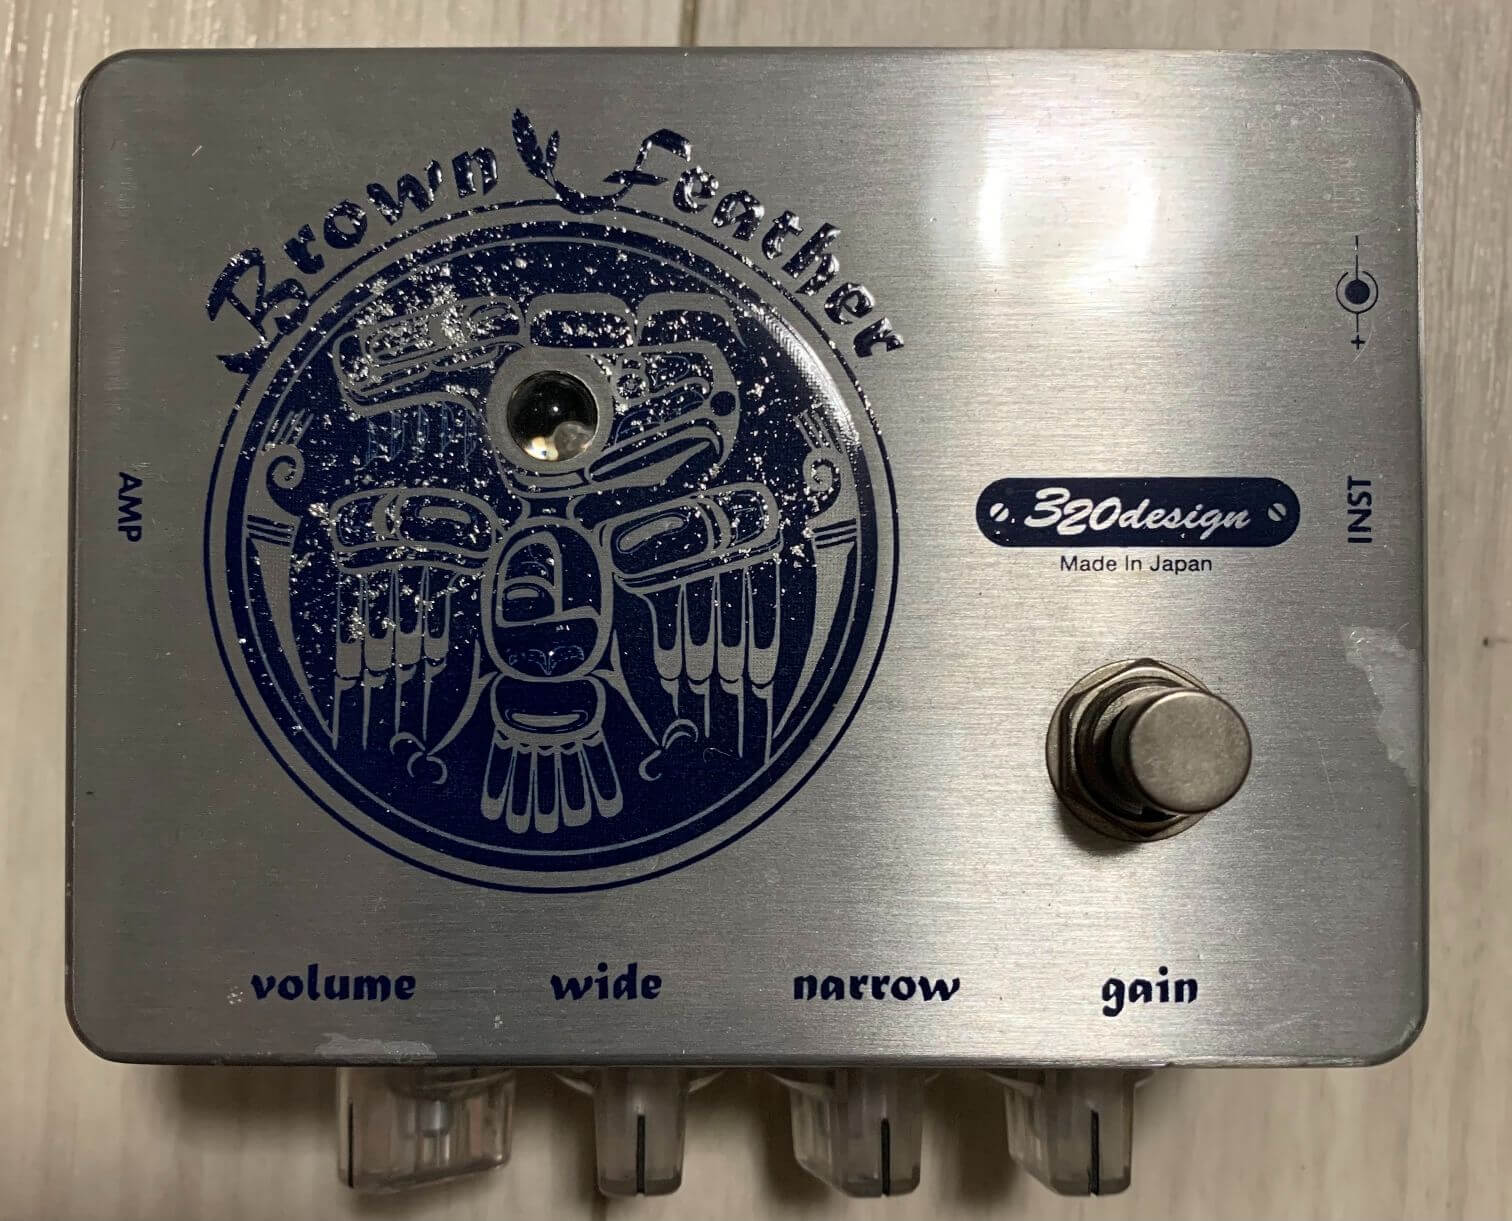 Brown Feather
-
+
AMP
320design
INST
Made In Japan
volume wide narrow gain